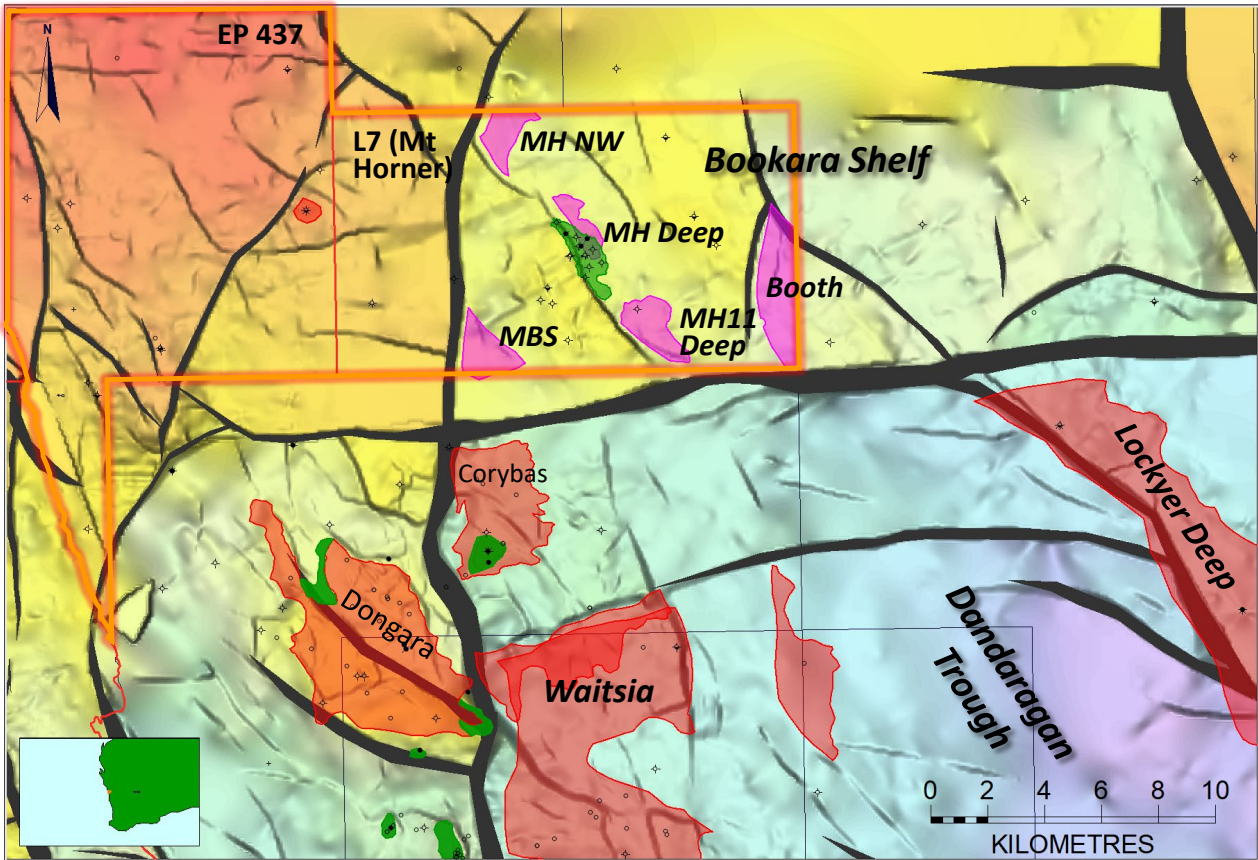 EP 437
N
L7 (Mt
Horner)
MH NW
Bookara Shelf
MH Deep
Booth
MBS
MH11
Deep
Corybas
Lockyer Deep
Dongara
Waitsia
Dandaragan
Trough
0 2 4 6 8 10
KILOMETRES